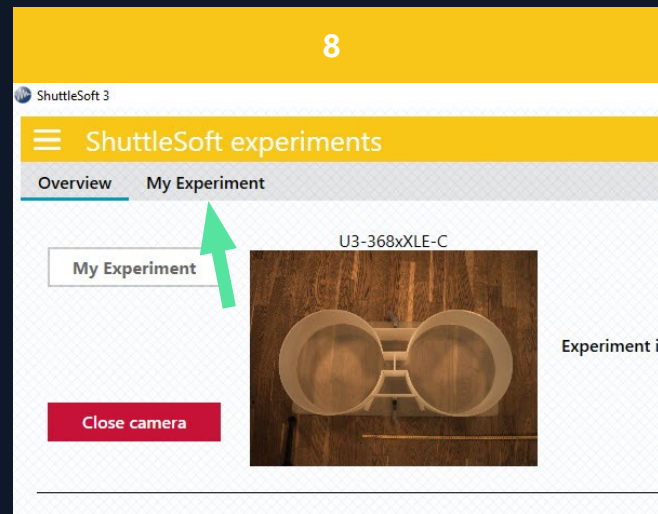 8
ShuttleSoft 3
ShuttleSoft experiments
Overview My Experiment
U3-368xXLE-C
My Experiment
Experiment i
Close camera